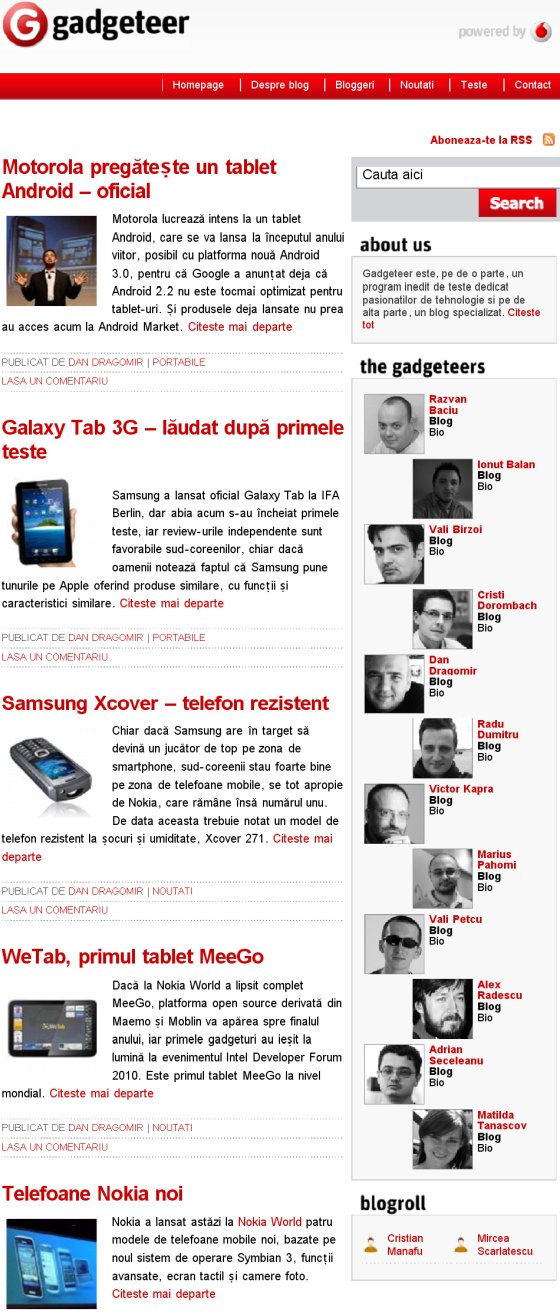 gadgeteer
powered by
Homepage
Despre blog
Bloggeri
Noutati
Teste
Contact
Aboneaza-te la RSS
Motorola pregătește un tablet
Android – oficial
Motorola lucrează intens la un tablet
Android, care se va lansa la începutul anului
viitor, posibil cu platforma nouă Android
3.0, pentru că Google a anunțat deja că
Android 2.2 nu este tocmai optimizat pentru
tablet-uri. Și produsele deja lansate nu prea
au acces acum la Android Market. Citeste mai departe
PUBLICAT DE DAN DRAGOMIR | PORTABILE
LASA UN COMENTARIU
Galaxy Tab 3G – lăudat după primele
teste
Samsung a lansat oficial Galaxy Tab la IFA
Berlin, dar abia acum s-au încheiat primele
teste, iar review-urile independente sunt
favorabile sud-coreenilor, chiar dacă
oamenii notează faptul că Samsung pune
tunurile pe Apple oferind produse similare, cu funcții și
caracteristici similare. Citeste mai departe
PUBLICAT DE DAN DRAGOMIR | PORTABILE
LASA UN COMENTARIU
Samsung Xcover – telefon rezistent
Chiar dacă Samsung are în target să
devină un jucător de top pe zona de
smartphone, sud-coreenii stau foarte bine
pe zona de telefoane mobile, se tot apropie
de Nokia, care rămâne însă numărul unu.
De data aceasta trebuie notat un model de
telefon rezistent la șocuri și umiditate, Xcover 271. Citeste mai
departe
PUBLICAT DE DAN DRAGOMIR | NOUTATI
LASA UN COMENTARIU
WeTab, primul tablet MeeGo
WeTab
Dacă la Nokia World a lipsit complet
MeeGo, platforma open source derivată din
Maemo și Moblin va apărea spre finalul
anului, iar primele gadgeturi au ieșit la
lumină la evenimentul Intel Developer Forum
2010. Este primul tablet MeeGo la nivel
mondial. Citeste mai departe
PUBLICAT DE DAN DRAGOMIR | NOUTATI
LASA UN COMENTARIU
Telefoane Nokia noi
Nokia a lansat astăzi la Nokia World patru
modele de telefoane mobile noi, bazate pe
noul sistem de operare Symbian 3, funcții
avansate, ecran tactil și camere foto.
Citeste mai departe
Cauta aici
Search
about us
Gadgeteer este, pe de o parte, un
program inedit de teste dedicat
pasionatilor de tehnologie si pe de
alta parte, un blog specializat. Citeste
tot
the gadgeteers
Razvan
Baciu
Blog
Bio
Ionut Balan
Blog
Bio
Vali Birzoi
Blog
Bio
Cristi
Dorombach
Blog
Bio
Dan
Dragomir
Blog
Bio
Radu
Dumitru
Blog
Bio
Victor Kapra
Blog
Bio
Marius
Pahomi
Blog
Bio
Vali Petcu
Blog
Bio
Alex
Radescu
Blog
Bio
Adrian
Seceleanu
Blog
Bio
Matilda
Tanascov
Blog
Bio
blogroll
Cristian
Manafu
Mircea
Scarlatescu